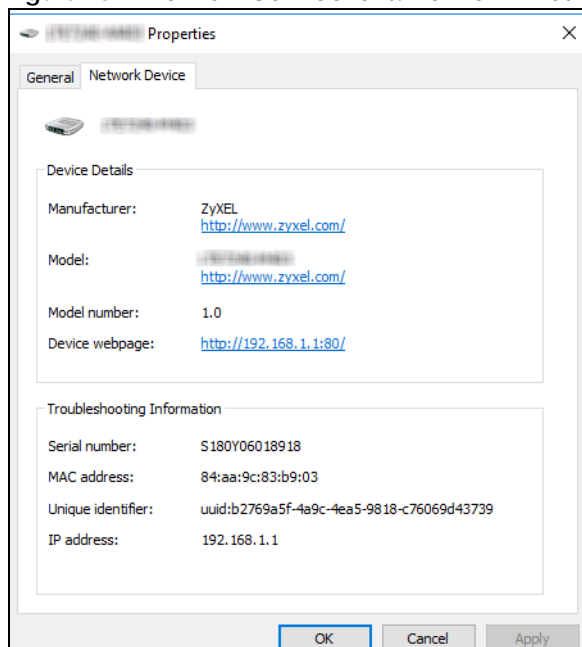 Properties
General Network Device
Device Details
Manufacturer: ZyXEL
http://www.zyxel.com/
Model:
http://www.zyxel.com/
Model number: 1.0
Device webpage: http://192.168.1.1:80/
Troubleshooting Information
Serial number: S180Y06018918
MAC address: 84:aa:9c:83:b9:03
Unique identifier: uuid:b2769a5f-4a9c-4ea5-9818-c76069d43739
IP address: 192.168.1.1
OK Cancel Apply